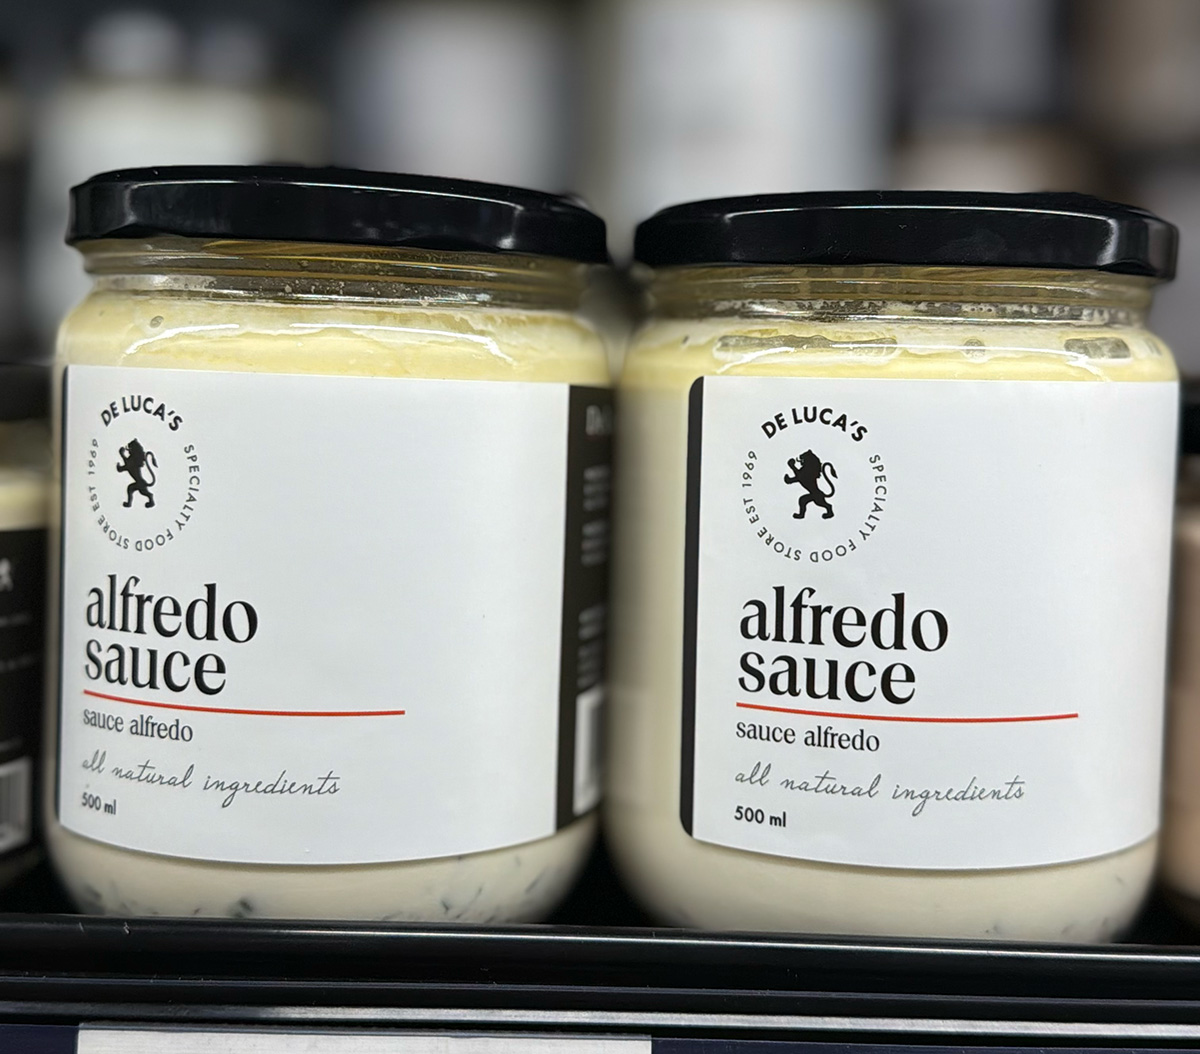 DE LUCA'S
SPECIALTY FOOD STORE EST 1969
alfredo
sauce
sauce alfredo
all natural ingredients
500 ml
DE LUCA'S
SPECIALTY FOOD STORE EST 1969
alfredo
sauce
sauce alfredo
all natural ingredients
500 ml